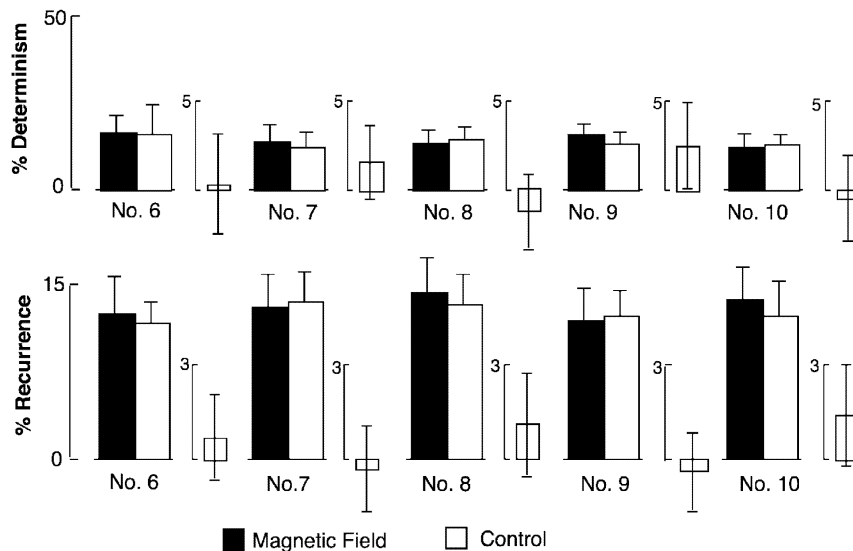 50
% Determinism
0
5
5
5
5
5
No. 6
No. 7
No. 8
No. 9
No. 10
15
% Recurrence
0
3
3
3
3
3
No. 6
No.7
No. 8
No. 9
No. 10
Magnetic Field
Control